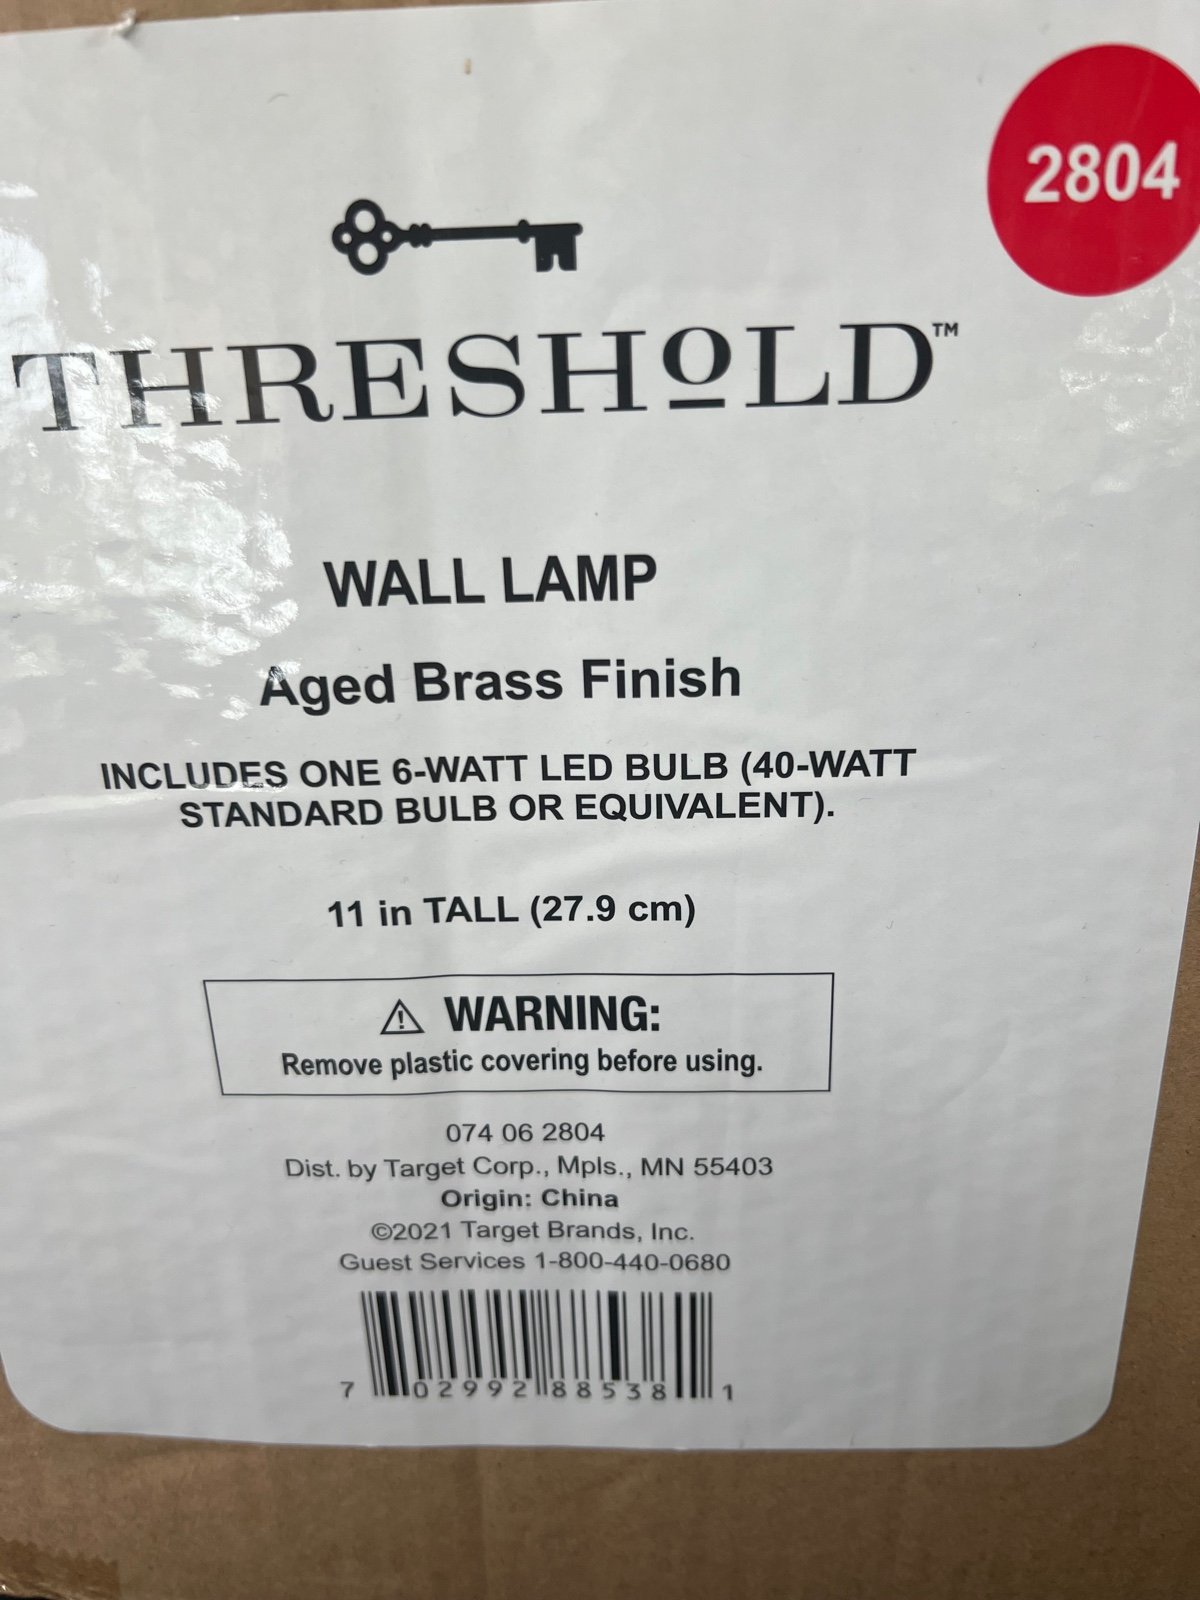 2804
THRESHOLD™
WALL LAMP
Aged Brass Finish
INCLUDES ONE 6-WATT LED BULB (40-WATT
STANDARD BULB OR EQUIVALENT).
11 in TALL (27.9 cm)
⚠ WARNING:
Remove plastic covering before using.
074 06 2804
Dist. by Target Corp., Mpls., MN 55403
Origin: China
©2021 Target Brands, Inc.
Guest Services 1-800-440-0680
7 02992 88538 1